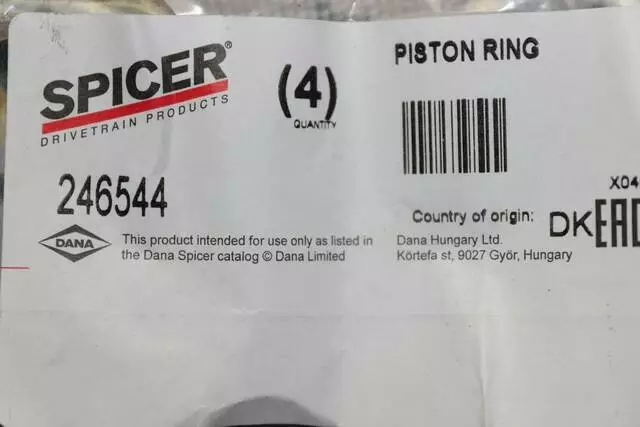 SPICER®
DRIVETRAIN PRODUCTS
(4)
QUANTITY
PISTON RING
246544
X04
Country of origin: DK
EAC
DANA
This product intended for use only as listed in
the Dana Spicer catalog © Dana Limited
Dana Hungary Ltd.
Körtefa st, 9027 Győr, Hungary